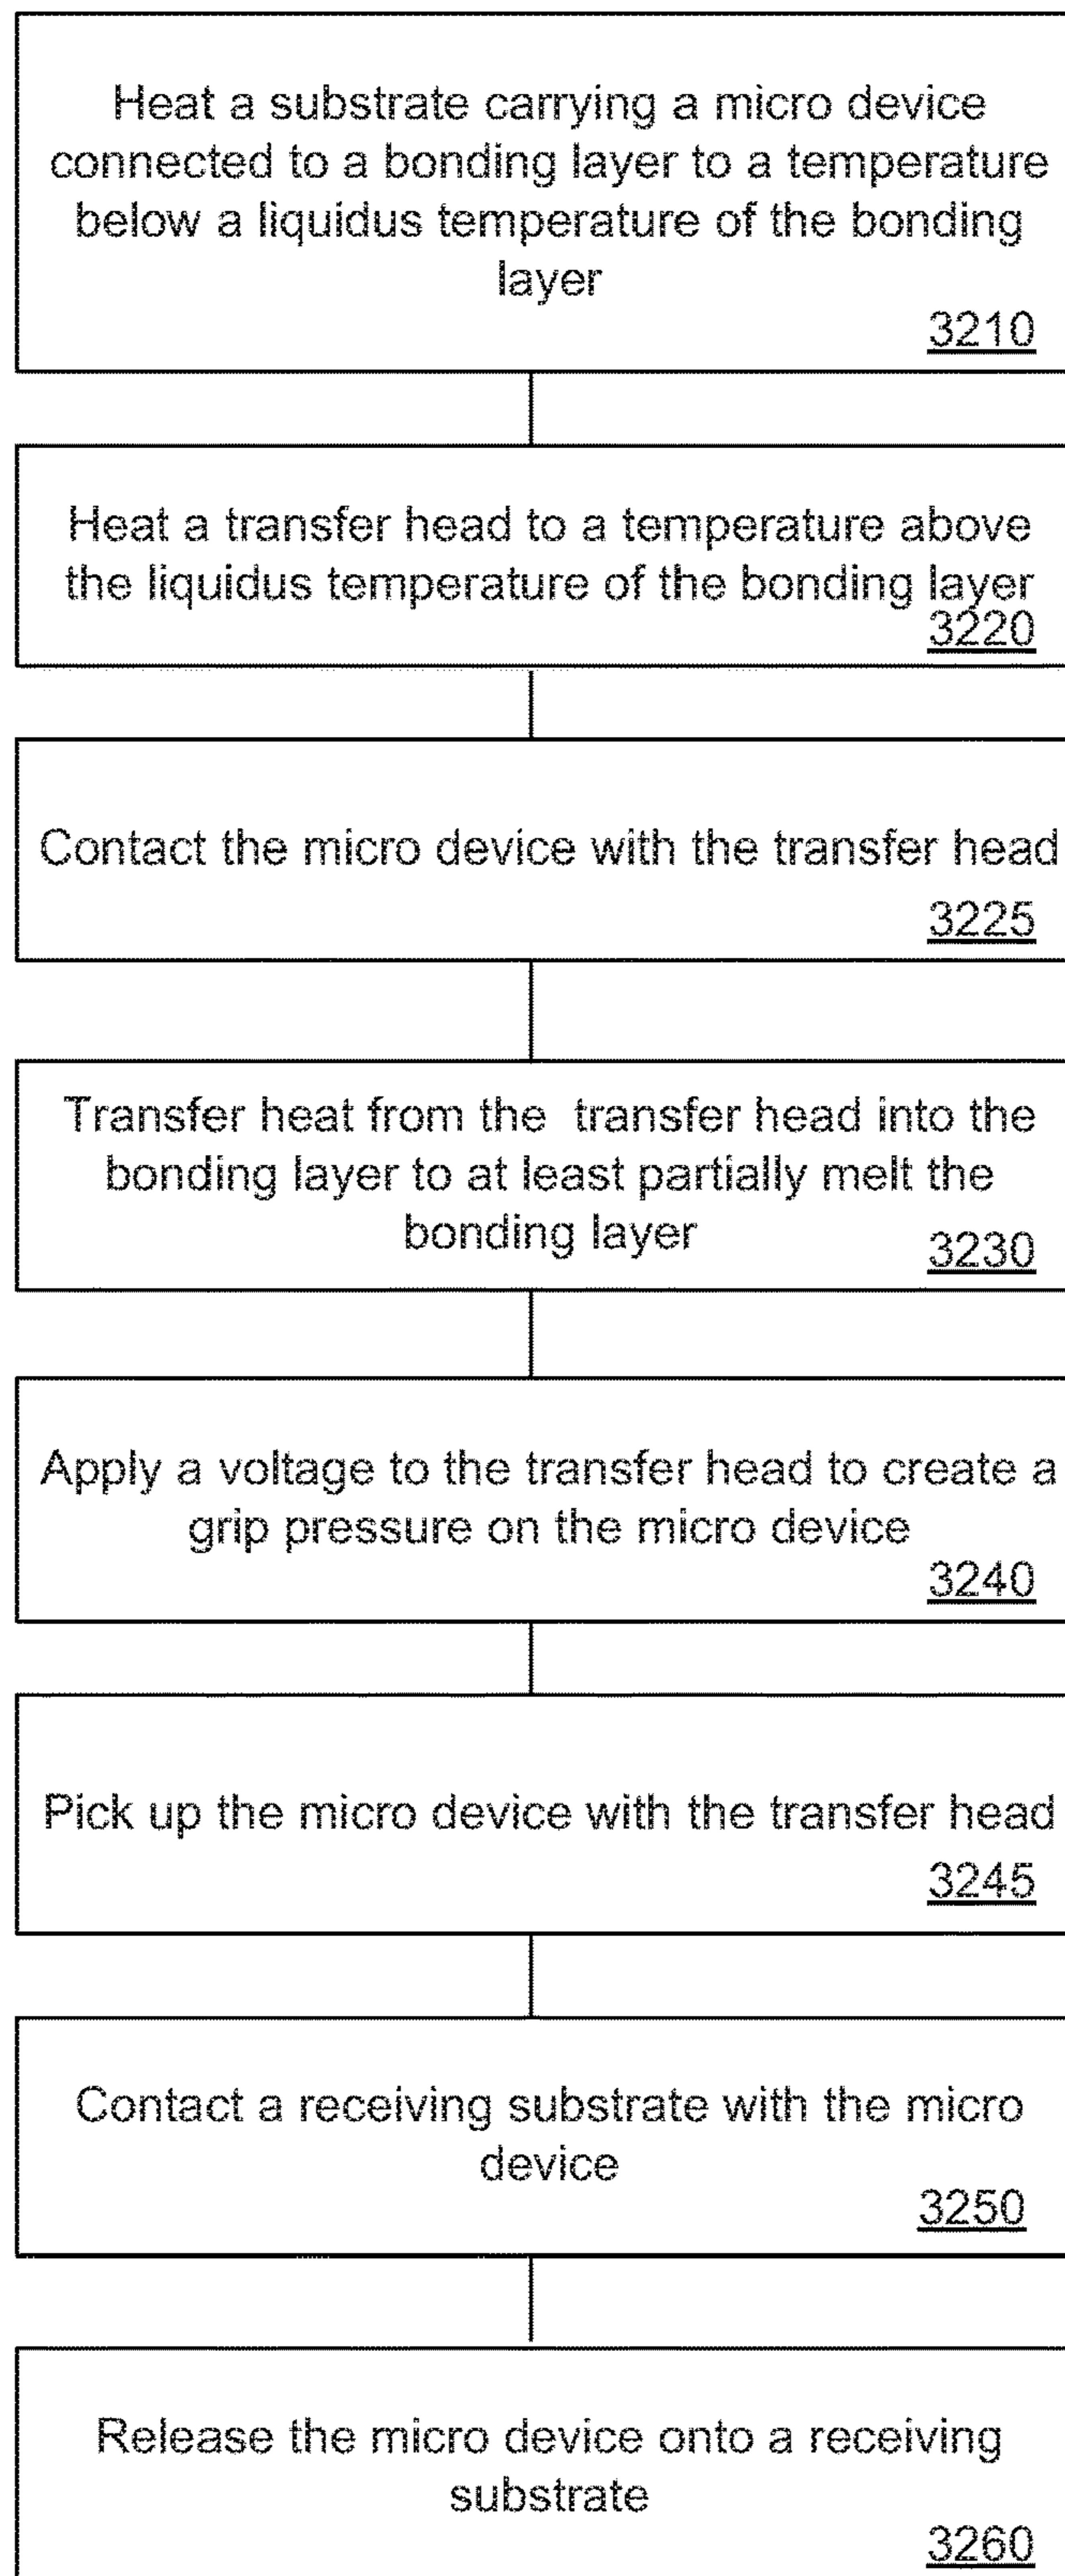 Heat a substrate carrying a micro device
connected to a bonding layer to a temperature
below a liquidus temperature of the bonding
layer
3210
Heat a transfer head to a temperature above
the liquidus temperature of the bonding layer
3220
Contact the micro device with the transfer head
3225
Transfer heat from the transfer head into the
bonding layer to at least partially melt the
bonding layer
3230
Apply a voltage to the transfer head to create a
grip pressure on the micro device
3240
Pick up the micro device with the transfer head
3245
Contact a receiving substrate with the micro
device
3250
Release the micro device onto a receiving
substrate
3260